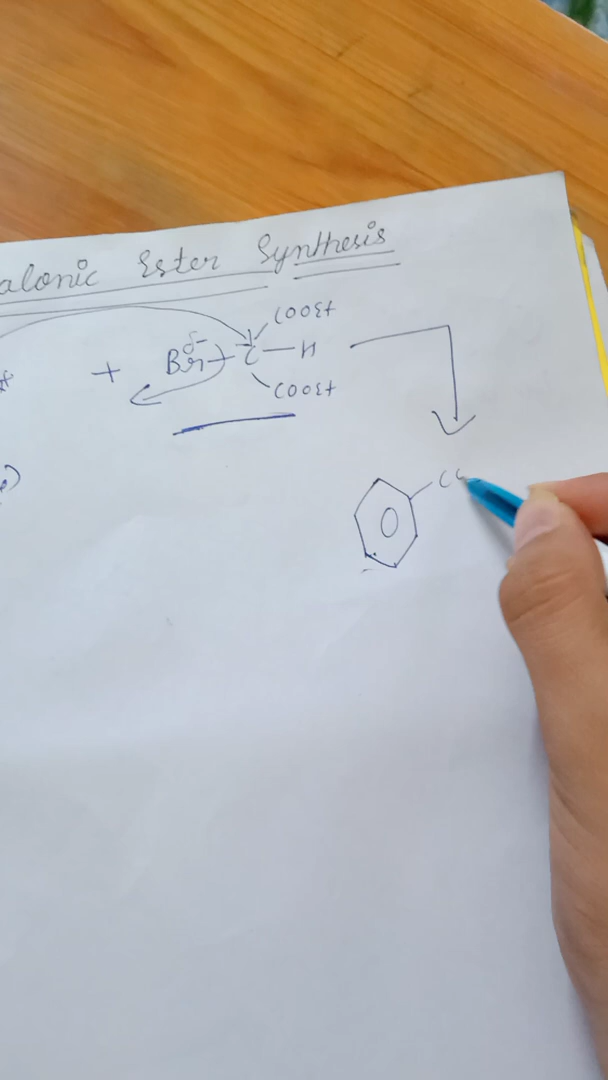 alonic Ester Synthesis
COOEt
+ Br δ- C — H
COOEt